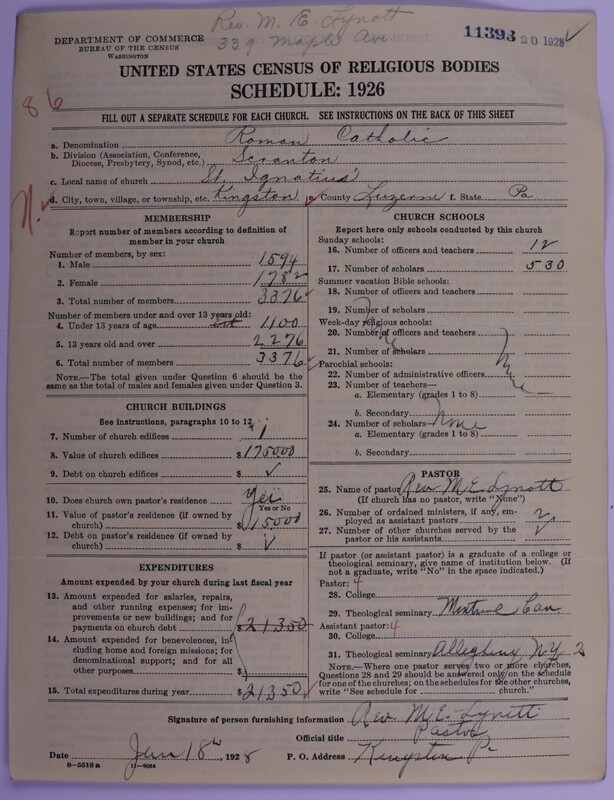 Rev. M. E. Lynott
339 Maple Ave.
11393 20 1928
DEPARTMENT OF COMMERCE
BUREAU OF THE CENSUS
WASHINGTON
UNITED STATES CENSUS OF RELIGIOUS BODIES
SCHEDULE: 1926
86
FILL OUT A SEPARATE SCHEDULE FOR EACH CHURCH. SEE INSTRUCTIONS ON THE BACK OF THIS SHEET
a. Denomination Roman Catholic
b. Division (Association, Conference, Diocese, Presbytery, Synod, etc.) Scranton
c. Local name of church St. Ignatius'
d. City, town, village, or township, etc. Kingston e. County Luzerne f. State Pa
N.
MEMBERSHIP
Report number of members according to definition of
member in your church
Number of members, by sex:
1. Male 1594
2. Female 1782
3. Total number of members 3376
Number of members under and over 13 years old:
4. Under 13 years of age 1100
5. 13 years old and over 2276
6. Total number of members 3376
NOTE.—The total given under Question 6 should be the
same as the total of males and females given under Question 3.
CHURCH BUILDINGS
See instructions, paragraphs 10 to 12
7. Number of church edifices 1
8. Value of church edifices $175000
9. Debt on church edifices $ ✓
10. Does church own pastor's residence Yes
Yes or No
11. Value of pastor's residence (if owned by
church) $15000
12. Debt on pastor's residence (if owned by
church) $ ✓
EXPENDITURES
Amount expended by your church during last fiscal year
13. Amount expended for salaries, repairs,
and other running expenses; for im-
provements or new buildings; and for
payments on church debt $21350
14. Amount expended for benevolences, in-
cluding home and foreign missions; for
denominational support; and for all
other purposes
15. Total expenditures during year $21350
CHURCH SCHOOLS
Report here only schools conducted by this church
Sunday schools:
16. Number of officers and teachers 12
17. Number of scholars 530
Summer vacation Bible schools:
18. Number of officers and teachers
19. Number of scholars
Week-day religious schools:
20. Number of officers and teachers
21. Number of scholars
None
Parochial schools:
22. Number of administrative officers
23. Number of teachers—
a. Elementary (grades 1 to 8)
b. Secondary
24. Number of scholars— none
a. Elementary (grades 1 to 8)
b. Secondary
PASTOR
25. Name of pastor Rev. M E Lynott
(If church has no pastor, write "None")
26. Number of ordained ministers, if any, em-
ployed as assistant pastors 2
27. Number of other churches served by the
pastor or his assistants ✓
If pastor (or assistant pastor) is a graduate of a college or
theological seminary, give name of institution below. (If
not a graduate, write "No" in the space indicated.)
Pastor: 4
28. College
29. Theological seminary Can
Assistant pastor: 4
30. College
31. Theological seminary Allegheny NY 2
NOTE.—Where one pastor serves two or more churches,
Questions 28 and 29 should be answered only on the schedule
for one of the churches; on the schedules for the other churches,
write "See schedule for church."
Signature of person furnishing information Rev. M. E. Lynott
Official title Pastor
Date Jan 18th, 1928 P. O. Address Kingston Pa
8—5518 a 11—9034